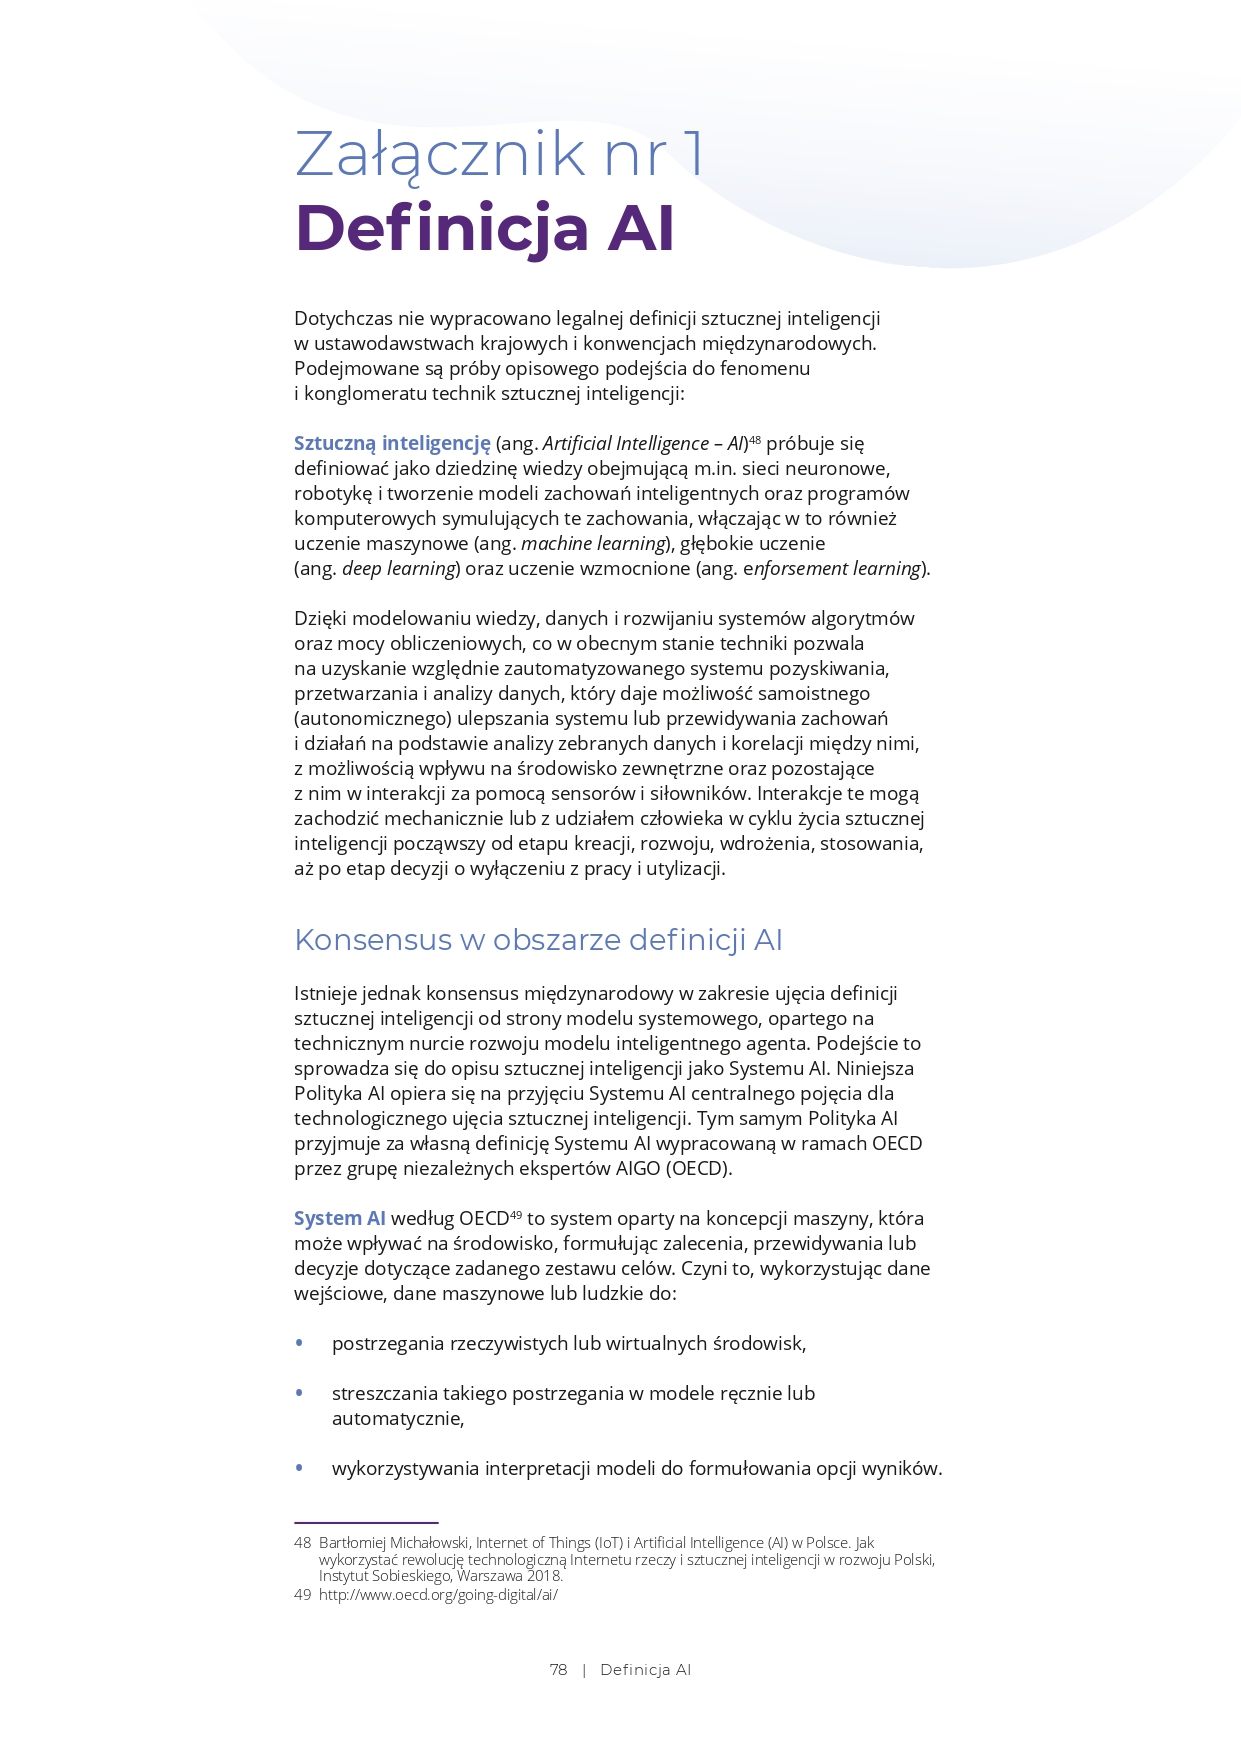 Załącznik nr 1
Definicja AI
Dotychczas nie wypracowano legalnej definicji sztucznej inteligencji
w ustawodawstwach krajowych i konwencjach międzynarodowych.
Podejmowane są próby opisowego podejścia do fenomenu
i konglomeratu technik sztucznej inteligencji:
Sztuczną inteligencję (ang. Artificial Intelligence – AI)48 próbuje się
definiować jako dziedzinę wiedzy obejmującą m.in. sieci neuronowe,
robotykę i tworzenie modeli zachowań inteligentnych oraz programów
komputerowych symulujących te zachowania, włączając w to również
uczenie maszynowe (ang. machine learning), głębokie uczenie
(ang. deep learning) oraz uczenie wzmocnione (ang. enforsement learning).
Dzięki modelowaniu wiedzy, danych i rozwijaniu systemów algorytmów
oraz mocy obliczeniowych, co w obecnym stanie techniki pozwala
na uzyskanie względnie zautomatyzowanego systemu pozyskiwania,
przetwarzania i analizy danych, który daje możliwość samoistnego
(autonomicznego) ulepszania systemu lub przewidywania zachowań
i działań na podstawie analizy zebranych danych i korelacji między nimi,
z możliwością wpływu na środowisko zewnętrzne oraz pozostające
z nim w interakcji za pomocą sensorów i siłowników. Interakcje te mogą
zachodzić mechanicznie lub z udziałem człowieka w cyklu życia sztucznej
inteligencji począwszy od etapu kreacji, rozwoju, wdrożenia, stosowania,
aż po etap decyzji o wyłączeniu z pracy i utylizacji.
Konsensus w obszarze definicji AI
Istnieje jednak konsensus międzynarodowy w zakresie ujęcia definicji
sztucznej inteligencji od strony modelu systemowego, opartego na
technicznym nurcie rozwoju modelu inteligentnego agenta. Podejście to
sprowadza się do opisu sztucznej inteligencji jako Systemu AI. Niniejsza
Polityka AI opiera się na przyjęciu Systemu AI centralnego pojęcia dla
technologicznego ujęcia sztucznej inteligencji. Tym samym Polityka AI
przyjmuje za własną definicję Systemu AI wypracowaną w ramach OECD
przez grupę niezależnych ekspertów AIGO (OECD).
System AI według OECD49 to system oparty na koncepcji maszyny, która
może wpływać na środowisko, formułując zalecenia, przewidywania lub
decyzje dotyczące zadanego zestawu celów. Czyni to, wykorzystując dane
wejściowe, dane maszynowe lub ludzkie do:
• postrzegania rzeczywistych lub wirtualnych środowisk,
• streszczania takiego postrzegania w modele ręcznie lub
automatycznie,
• wykorzystywania interpretacji modeli do formułowania opcji wyników.
48 Bartłomiej Michałowski, Internet of Things (IoT) i Artificial Intelligence (AI) w Polsce. Jak
wykorzystać rewolucję technologiczną Internetu rzeczy i sztucznej inteligencji w rozwoju Polski,
Instytut Sobieskiego, Warszawa 2018.
49 http://www.oecd.org/going-digital/ai/
78 | Definicja AI